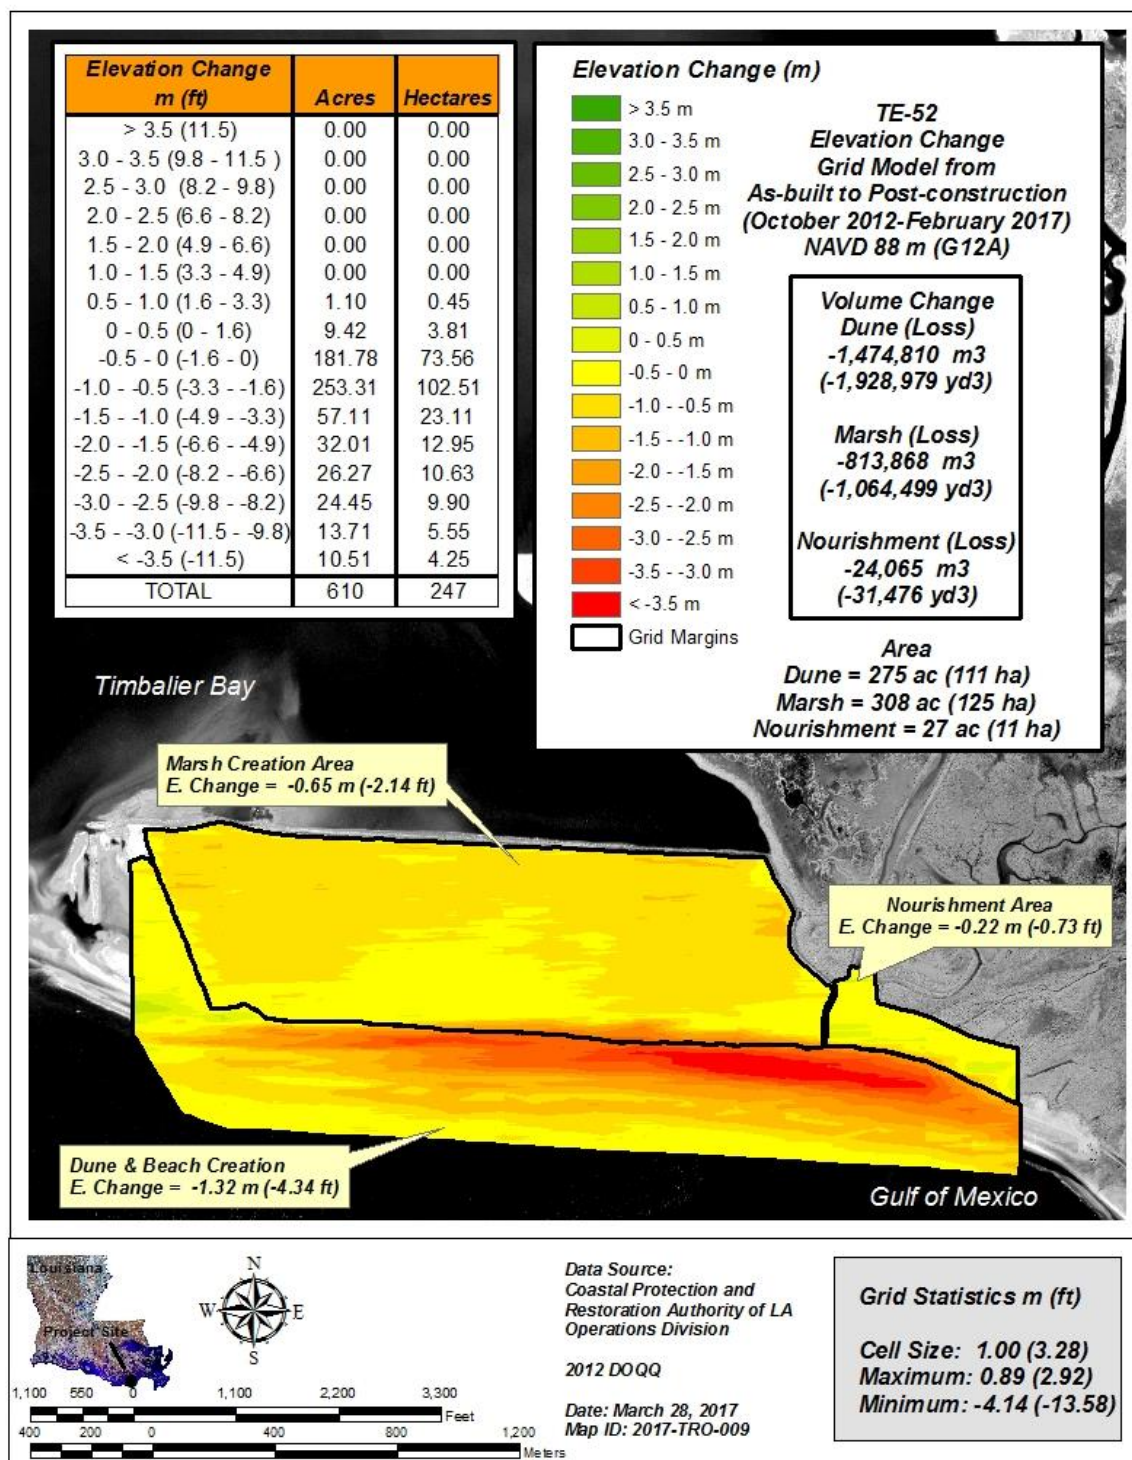 Elevation Change m (ft) Acres Hectares
> 3.5 (11.5) 0.00 0.00
3.0 - 3.5 (9.8 - 11.5 ) 0.00 0.00
2.5 - 3.0 (8.2 - 9.8) 0.00 0.00
2.0 - 2.5 (6.6 - 8.2) 0.00 0.00
1.5 - 2.0 (4.9 - 6.6) 0.00 0.00
1.0 - 1.5 (3.3 - 4.9) 0.00 0.00
0.5 - 1.0 (1.6 - 3.3) 1.10 0.45
0 - 0.5 (0 - 1.6) 9.42 3.81
-0.5 - 0 (-1.6 - 0) 181.78 73.56
-1.0 - -0.5 (-3.3 - -1.6) 253.31 102.51
-1.5 - -1.0 (-4.9 - -3.3) 57.11 23.11
-2.0 - -1.5 (-6.6 - -4.9) 32.01 12.95
-2.5 - -2.0 (-8.2 - -6.6) 26.27 10.63
-3.0 - -2.5 (-9.8 - -8.2) 24.45 9.90
-3.5 - -3.0 (-11.5 - -9.8) 13.71 5.55
< -3.5 (-11.5) 10.51 4.25
TOTAL 610 247
Elevation Change (m)
> 3.5 m
3.0 - 3.5 m
2.5 - 3.0 m
2.0 - 2.5 m
1.5 - 2.0 m
1.0 - 1.5 m
0.5 - 1.0 m
0 - 0.5 m
-0.5 - 0 m
-1.0 - -0.5 m
-1.5 - -1.0 m
-2.0 - -1.5 m
-2.5 - -2.0 m
-3.0 - -2.5 m
-3.5 - -3.0 m
< -3.5 m
Grid Margins
TE-52
Elevation Change
Grid Model from
As-built to Post-construction
(October 2012-February 2017)
NAVD 88 m (G12A)
Volume Change
Dune (Loss)
-1,474,810 m3
(-1,928,979 yd3)
Marsh (Loss)
-813,868 m3
(-1,064,499 yd3)
Nourishment (Loss)
-24,065 m3
(-31,476 yd3)
Area
Dune = 275 ac (111 ha)
Marsh = 308 ac (125 ha)
Nourishment = 27 ac (11 ha)
Timbalier Bay
Marsh Creation Area
E. Change = -0.65 m (-2.14 ft)
Nourishment Area
E. Change = -0.22 m (-0.73 ft)
Dune & Beach Creation
E. Change = -1.32 m (-4.34 ft)
Gulf of Mexico
Louisiana
Project Site
N
W E
S
1,100 550 0 1,100 2,200 3,300
Feet
400 200 0 400 800 1,200
Meters
Data Source:
Coastal Protection and
Restoration Authority of LA
Operations Division
2012 DOQQ
Date: March 28, 2017
Map ID: 2017-TRO-009
Grid Statistics m (ft)
Cell Size: 1.00 (3.28)
Maximum: 0.89 (2.92)
Minimum: -4.14 (-13.58)